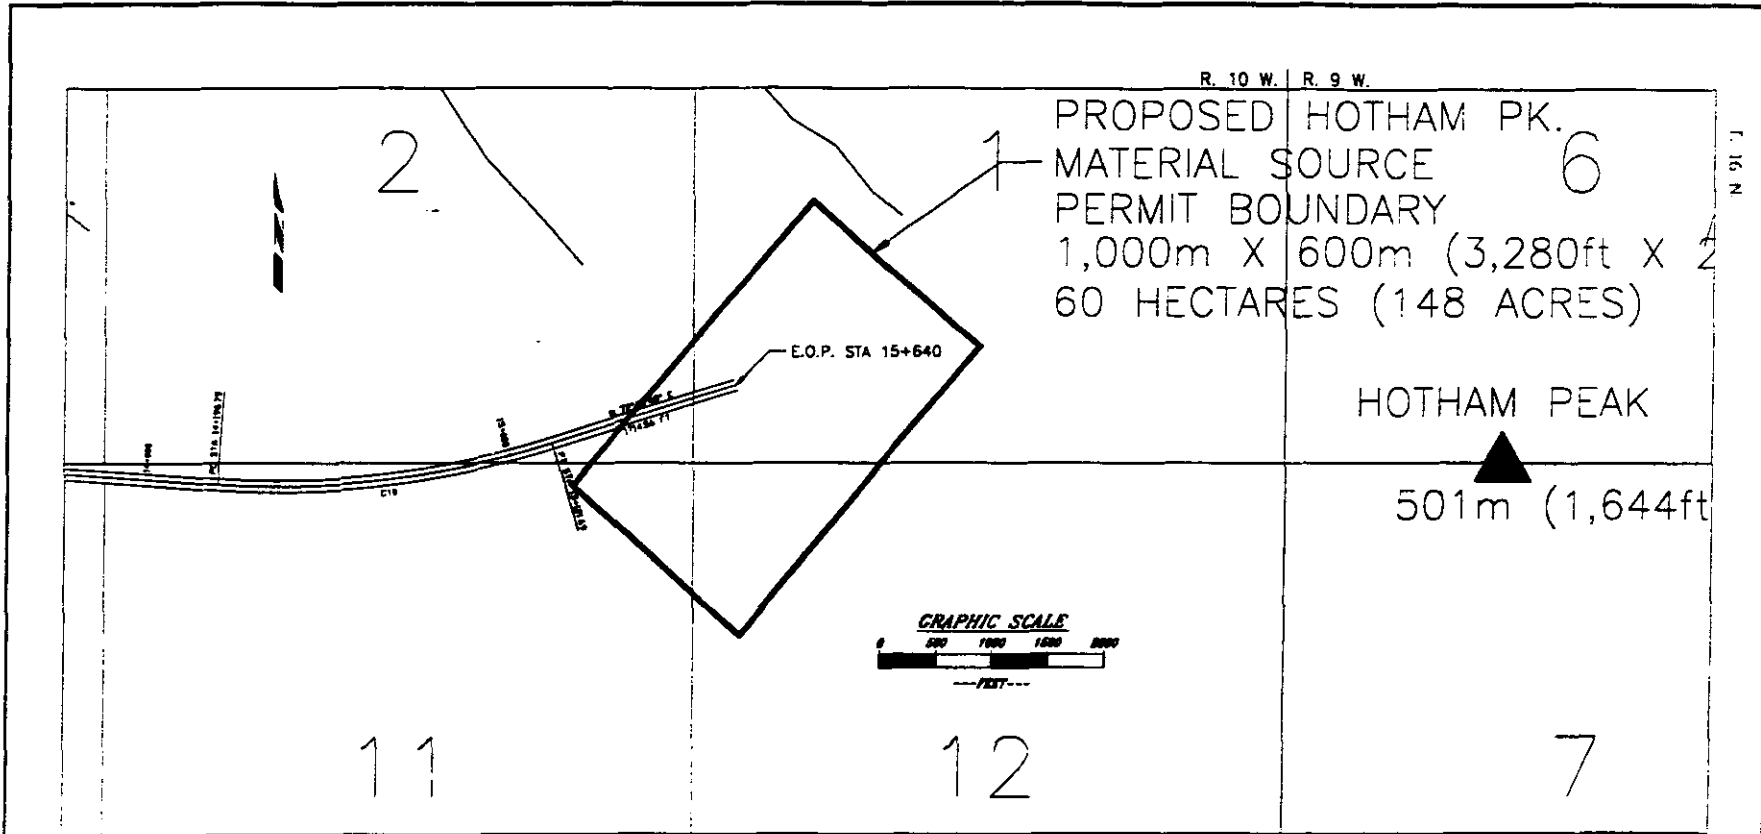 R. 10 W. R. 9 W.
PROPOSED HOTHAM PK.
2
1
MATERIAL SOURCE
6
PERMIT BOUNDARY
1,000m X 600m (3,280ft X 2
60 HECTARES (148 ACRES)
E.O.P. STA 15+640
HOTHAM PEAK
501m (1,644ft
C19
GRAPHIC SCALE
0 500 1000 1500 2000
---FEET---
11
12
7